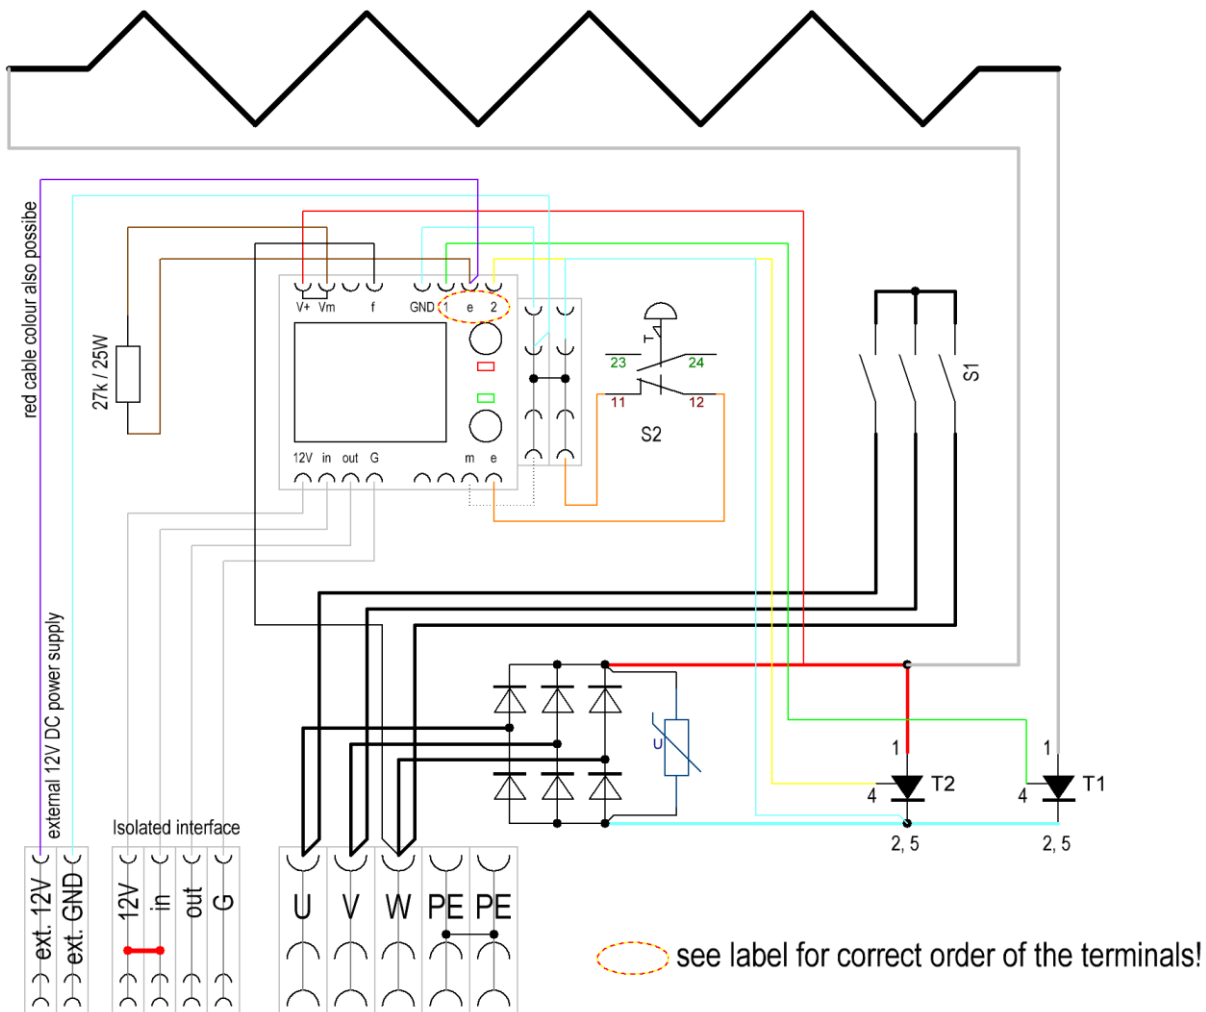 red cable colour also possibe
27k / 25W
V+ Vm f GND 1 e 2
12V in out G m e
T
23 24
11 12
S2
S1
external 12V DC power supply
Isolated interface
U
1
4
T2
2, 5
1
4
T1
2, 5
ext. 12V
ext. GND
12V
in
out
G
U V W PE PE
see label for correct order of the terminals!